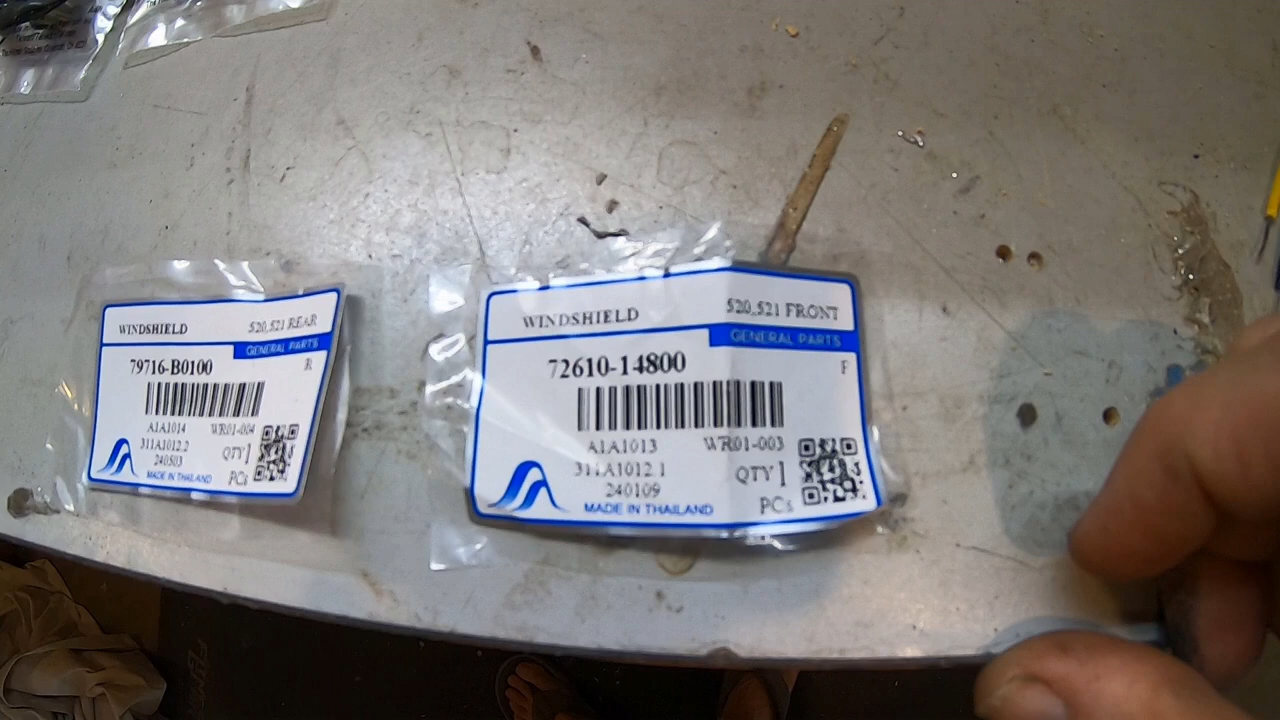 WINDSHIELD 520,521 REAR
GENERAL PARTS
79716-B0100 R
A1A1014 WR01-004
311A1012.2 QTY 1
240503 PCs
MADE IN THAILAND
WINDSHIELD 520,521 FRONT
GENERAL PARTS
72610-14800 F
A1A1013 WR01-003
311A1012.1 QTY 1
240109
MADE IN THAILAND PCs